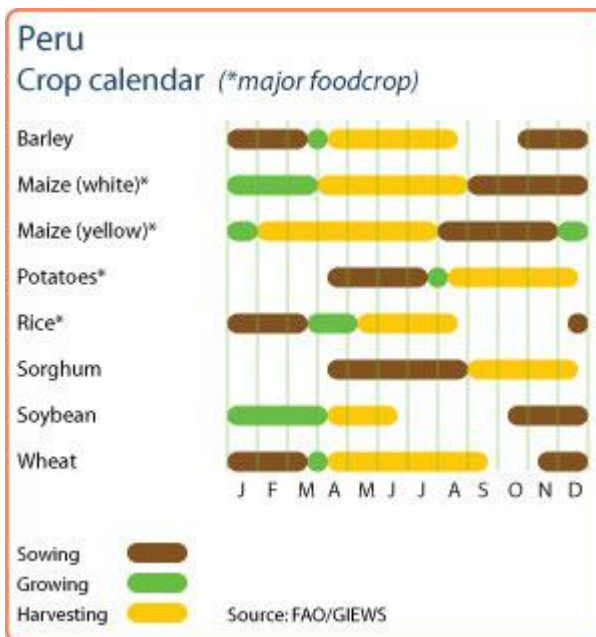 Peru
Crop calendar (*major foodcrop)
Barley
Maize (white)*
Maize (yellow)*
Potatoes*
Rice*
Sorghum
Soybean
Wheat
J F M A M J J A S O N D
Sowing
Growing
Harvesting Source: FAO/GIEWS